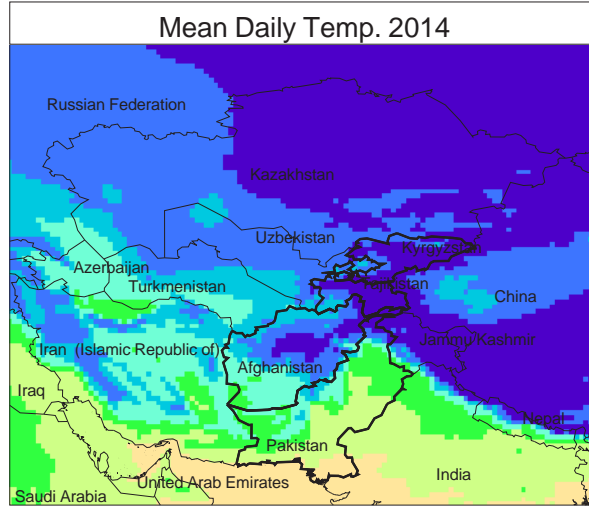 Mean Daily Temp. 2014
Russian Federation
Kazakhstan
Uzbekistan
Kyrgyzstan
Azerbaijan
Turkmenistan
Tajikistan
China
Jammu Kashmir
Iran (Islamic Republic of)
Afghanistan
Iraq
Nepal
Pakistan
India
United Arab Emirates
Saudi Arabia